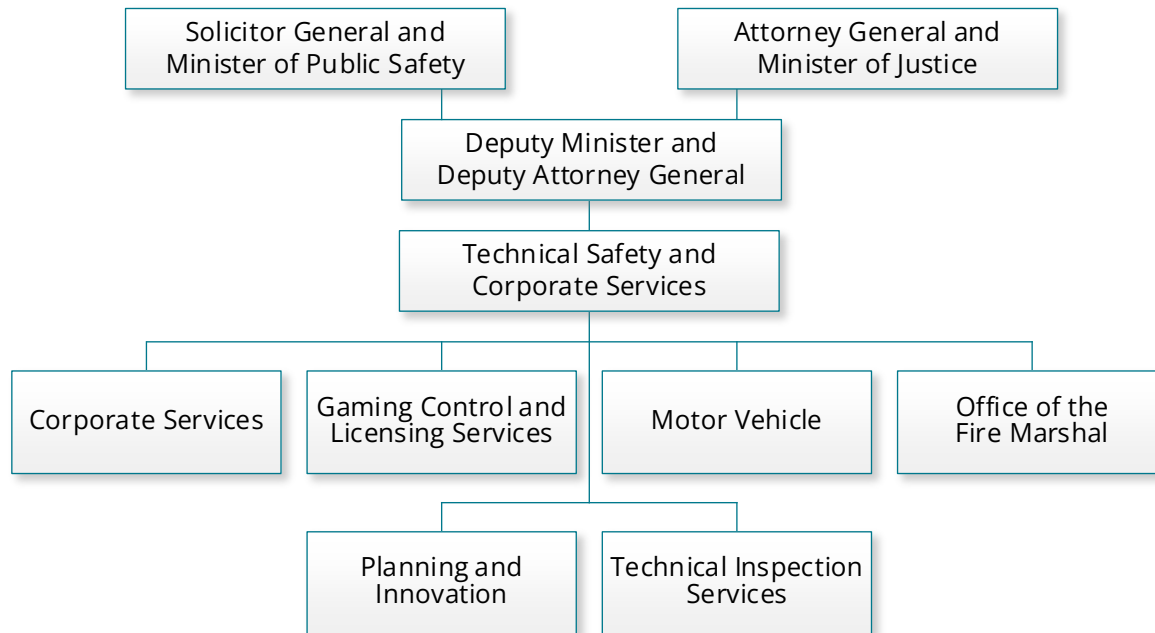 Solicitor General and
Minister of Public Safety
Attorney General and
Minister of Justice
Deputy Minister and
Deputy Attorney General
Technical Safety and
Corporate Services
Corporate Services
Gaming Control and
Licensing Services
Motor Vehicle
Office of the
Fire Marshal
Planning and
Innovation
Technical Inspection
Services